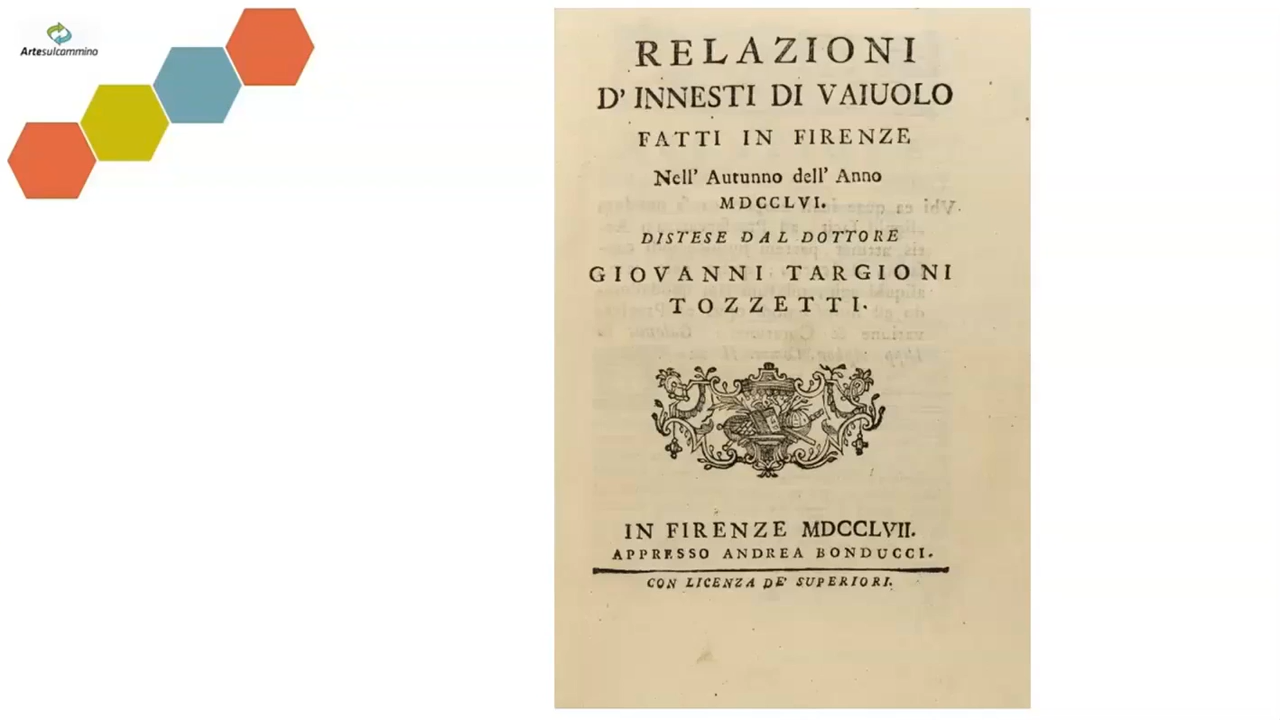 Artesulcammino
RELAZIONI
D' INNESTI DI VAIUOLO
FATTI IN FIRENZE
Nell' Autunno dell' Anno
MDCCLVI.
DISTESE DAL DOTTORE
GIOVANNI TARGIONI
TOZZETTI.
IN FIRENZE MDCCLVII.
APPRESSO ANDREA BONDUCCI.
CON LICENZA DE' SUPERIORI.